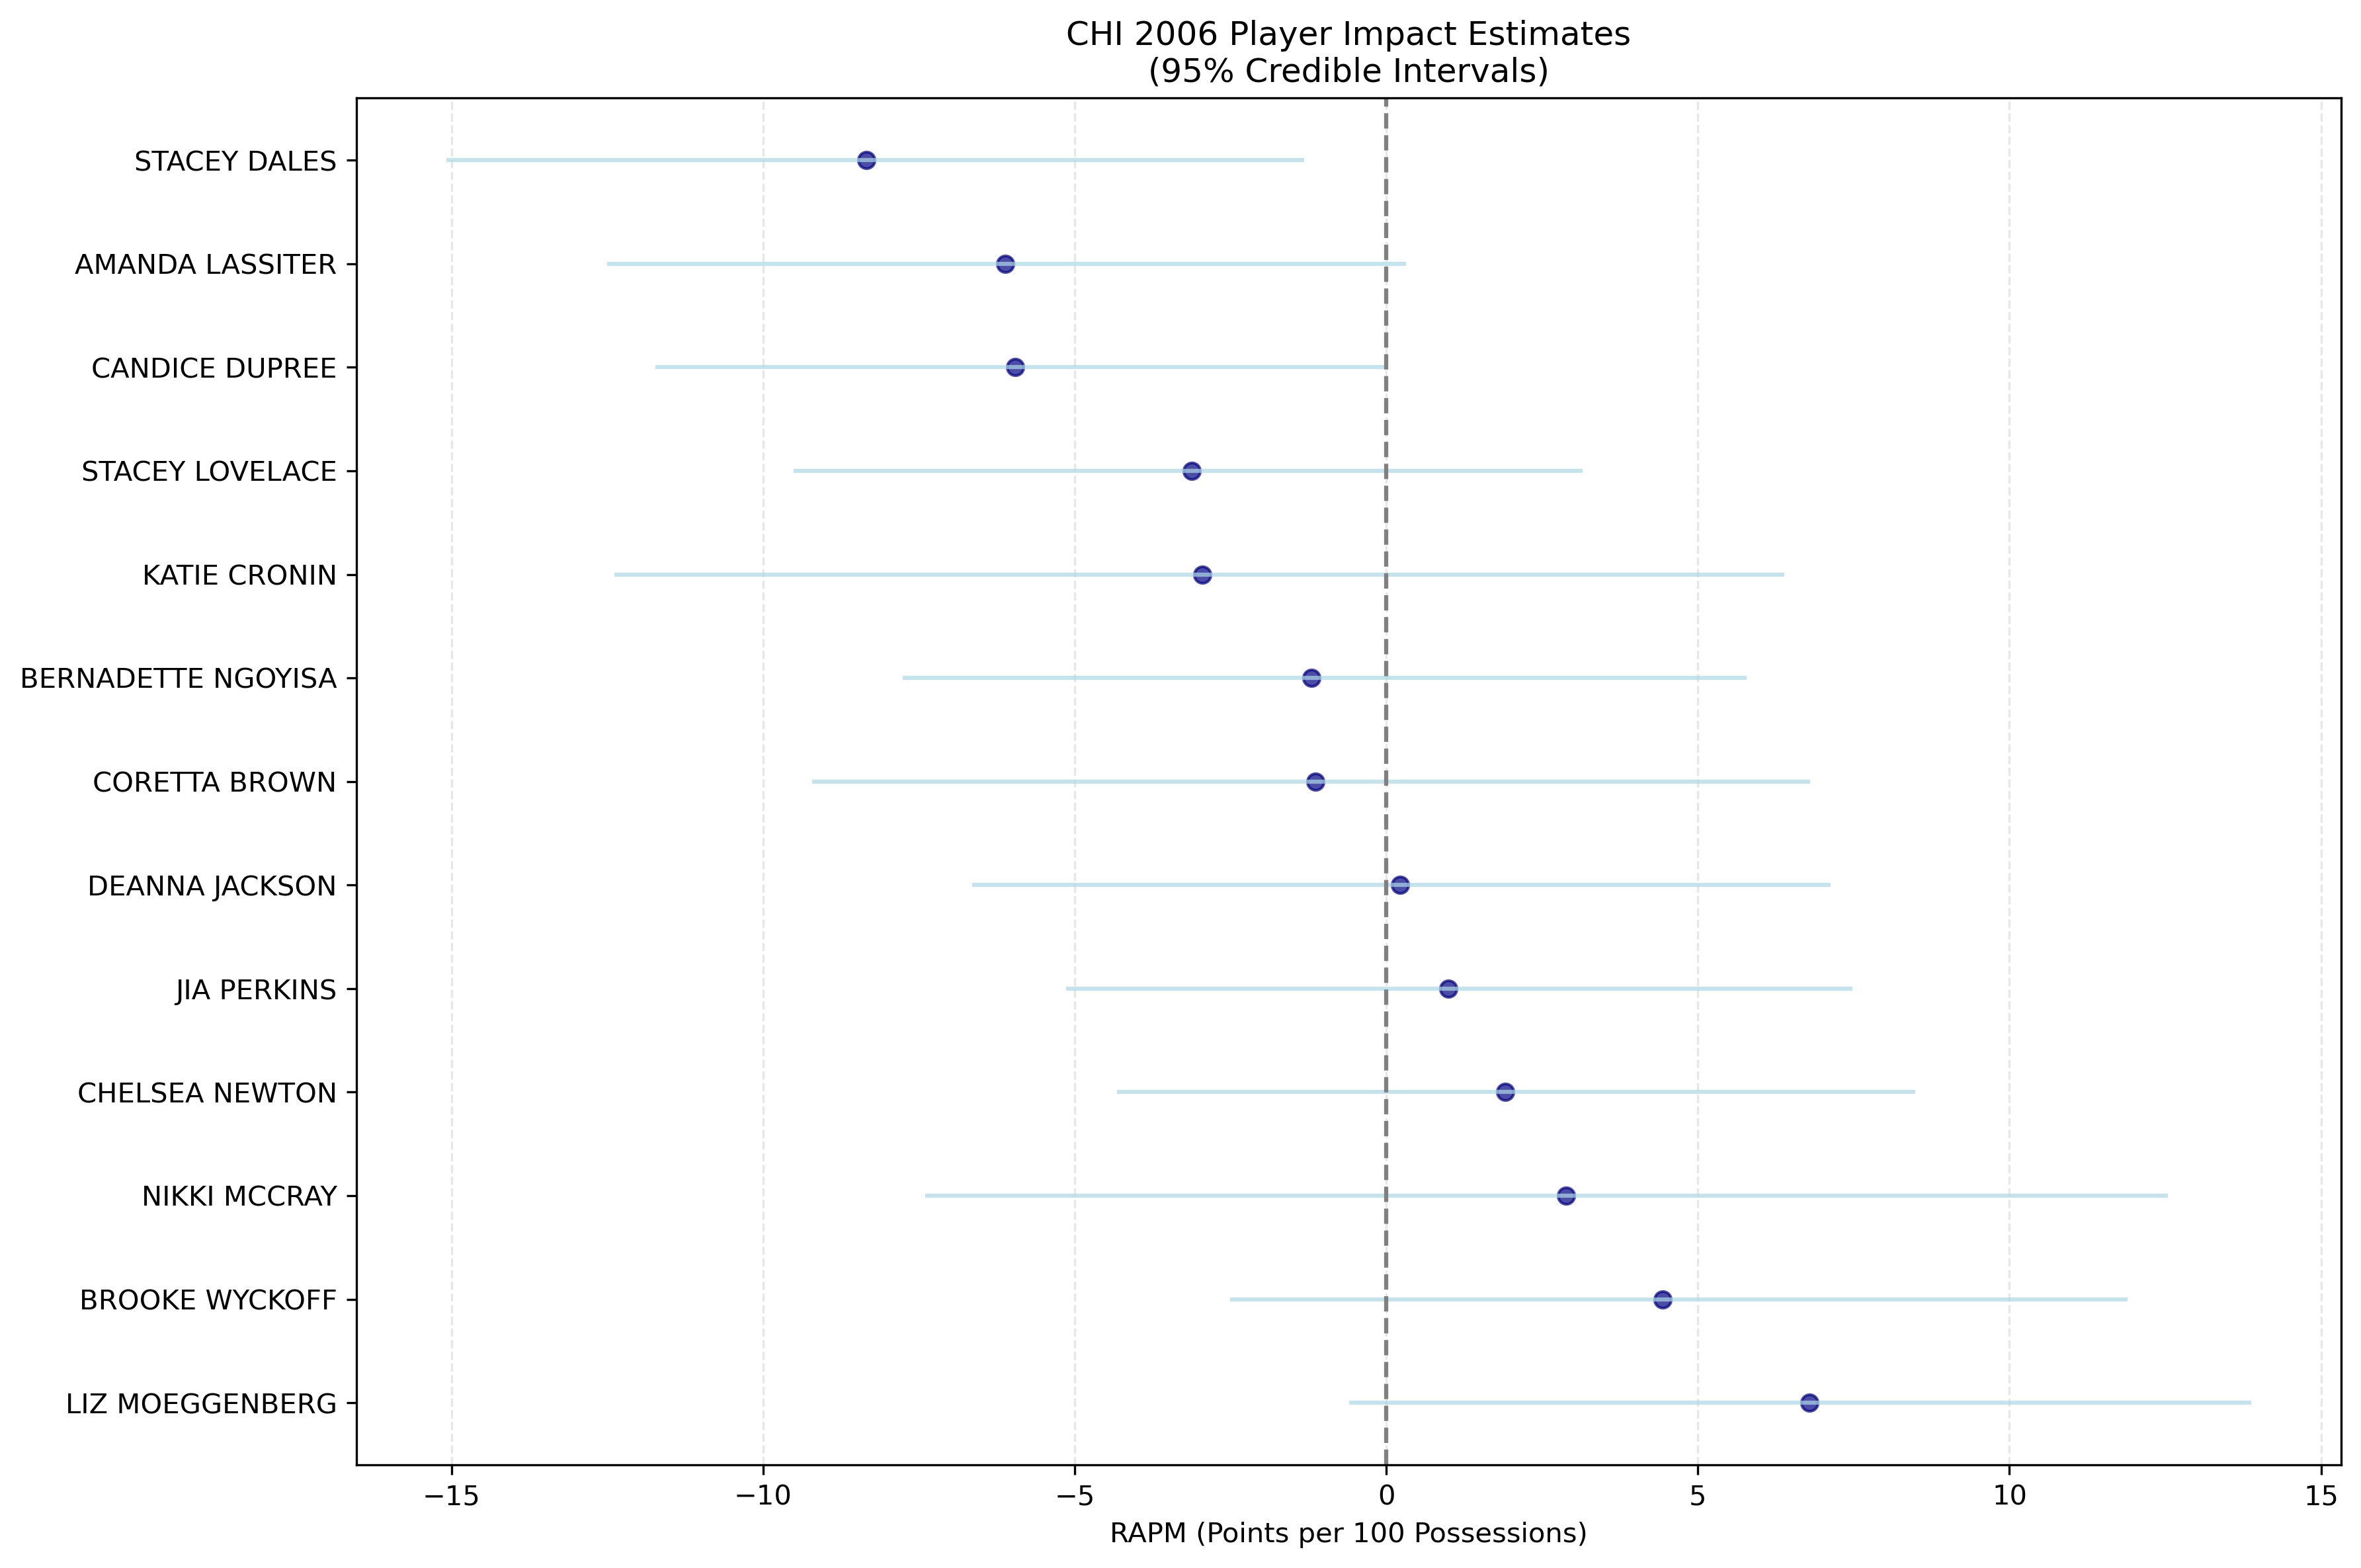 CHI 2006 Player Impact Estimates
(95% Credible Intervals)
STACEY DALES
AMANDA LASSITER
CANDICE DUPREE
STACEY LOVELACE
KATIE CRONIN
BERNADETTE NGOYISA
CORETTA BROWN
DEANNA JACKSON
JIA PERKINS
CHELSEA NEWTON
NIKKI MCCRAY
BROOKE WYCKOFF
LIZ MOEGGENBERG
−15 −10 −5 0 5 10 15
RAPM (Points per 100 Possessions)